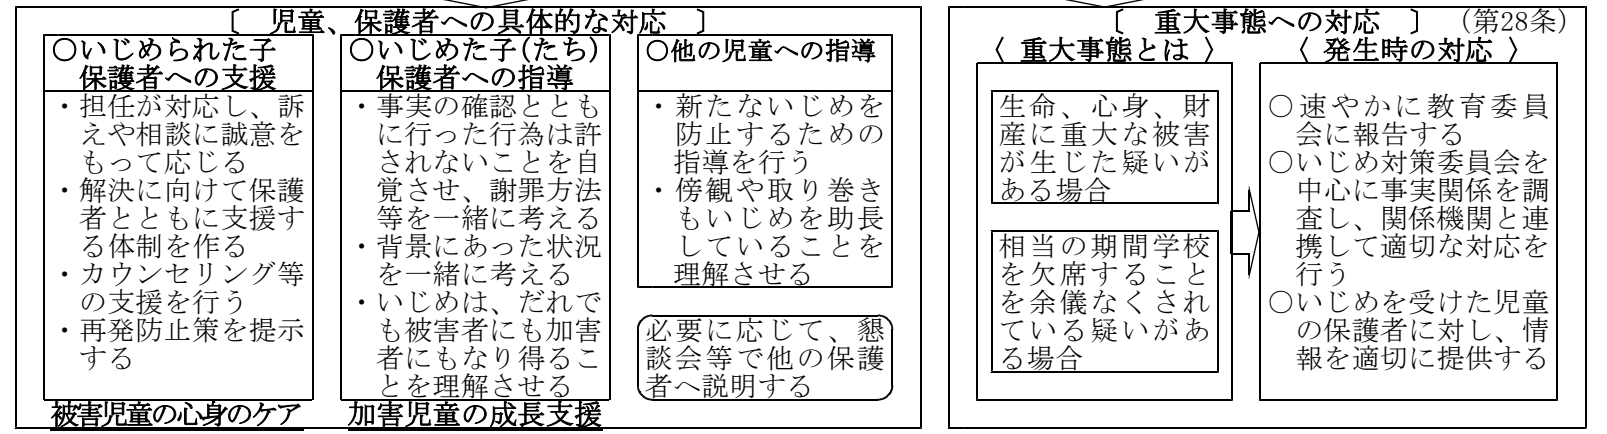 〔　児童、保護者への具体的な対応　〕
○いじめられた子
保護者への支援
・担任が対応し、訴
えや相談に誠意を
もって応じる
・解決に向けて保護
者とともに支援す
る体制を作る
・カウンセリング等
の支援を行う
・再発防止策を提示
する
被害児童の心身のケア
○いじめた子(たち)
保護者への指導
・事実の確認ととも
に行った行為は許
されないことを自
覚させ、謝罪方法
等を一緒に考える
・背景にあった状況
を一緒に考える
・いじめは、だれで
も被害者にも加害
者にもなり得るこ
とを理解させる
加害児童の成長支援
○他の児童への指導
・新たないじめを
防止するための
指導を行う
・傍観や取り巻き
もいじめを助長
していることを
理解させる
必要に応じて、懇
談会等で他の保護
者へ説明する
〔　重大事態への対応　〕（第28条）
〈 重大事態とは 〉
生命、心身、財
産に重大な被害
が生じた疑いが
ある場合
相当の期間学校
を欠席すること
を余儀なくされ
ている疑いがあ
る場合
〈 発生時の対応 〉
○速やかに教育委員
会に報告する
○いじめ対策委員会を
中心に事実関係を調
査し、関係機関と連
携して適切な対応を
行う
○いじめを受けた児童
の保護者に対し、情
報を適切に提供する